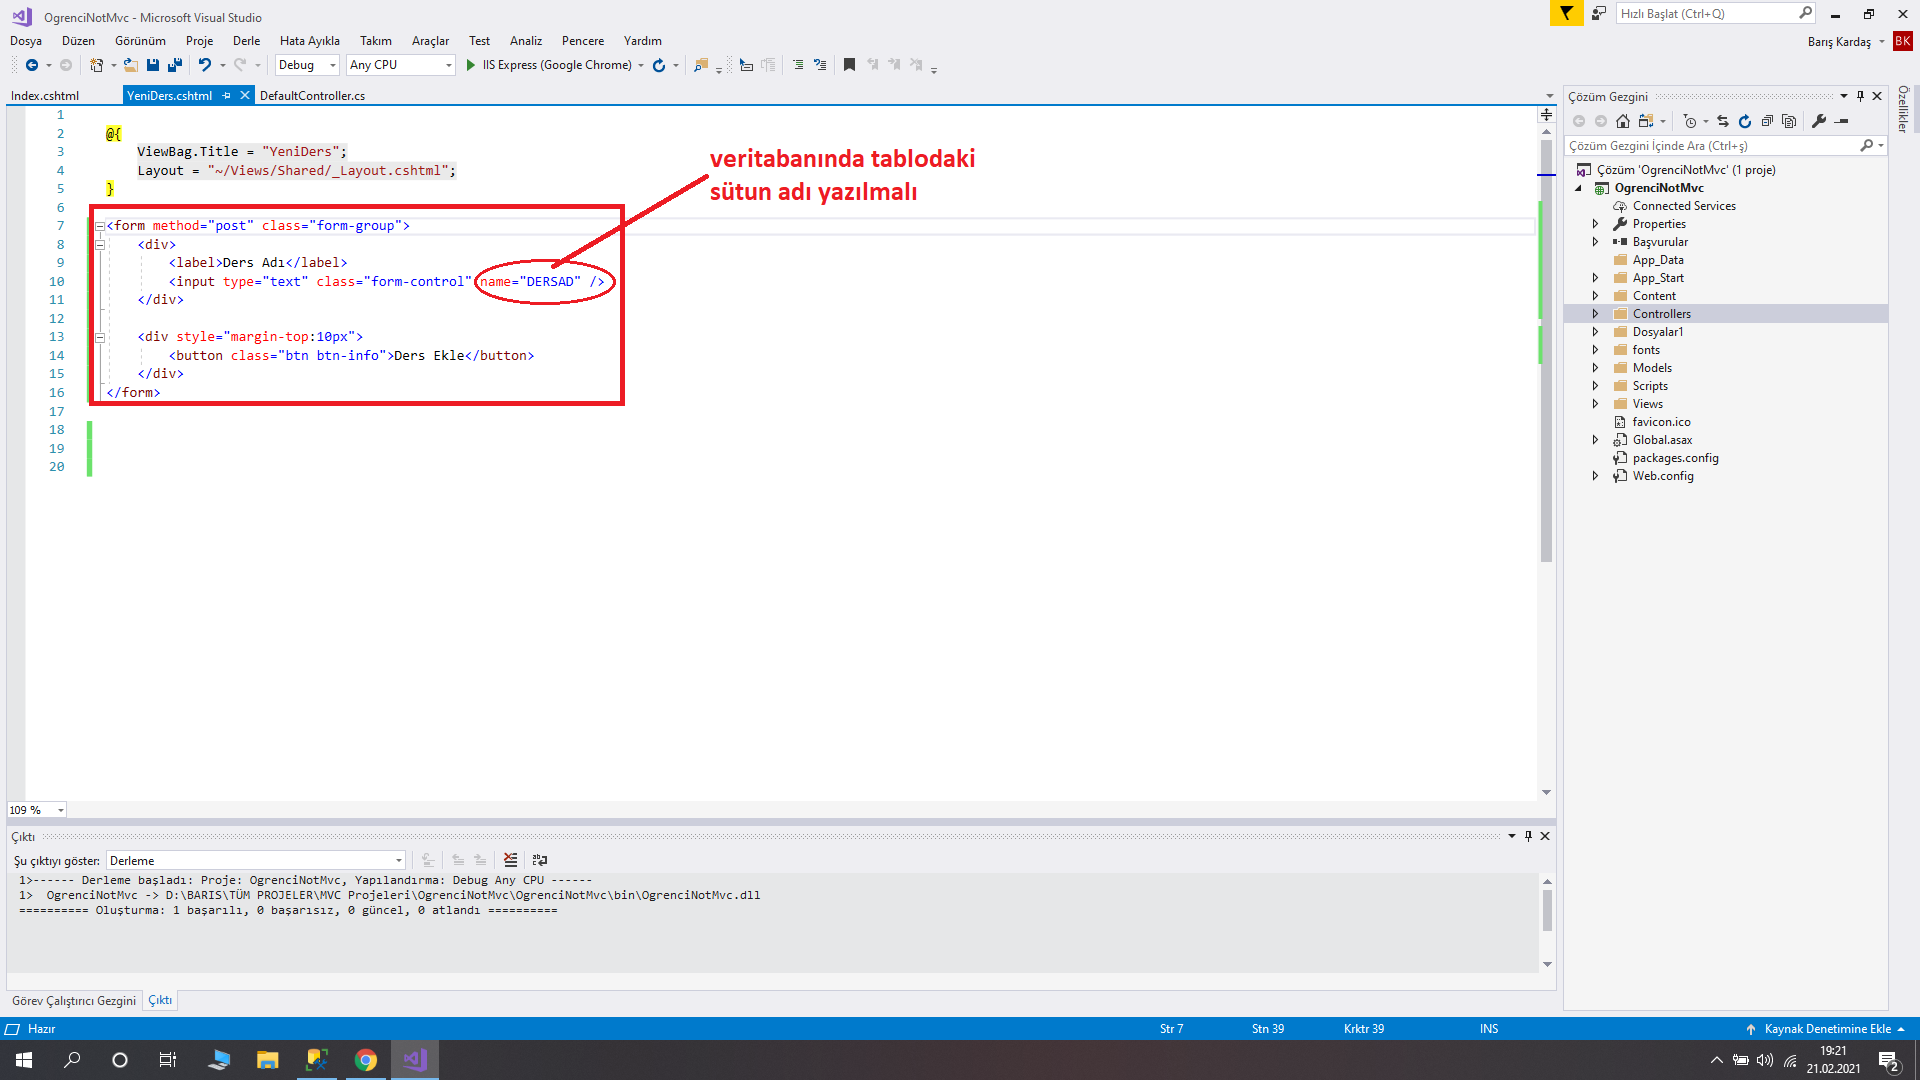 OgrenciNotMvc - Microsoft Visual Studio
Hızlı Başlat (Ctrl+Q)
Dosya Düzen Görünüm Proje Derle Hata Ayıkla Takım Araçlar Test Analiz Pencere Yardım
Barış Kardaş BK
Debug Any CPU IIS Express (Google Chrome)
Index.cshtml YeniDers.cshtml DefaultController.cs
1
2 @{
3 ViewBag.Title = "YeniDers";
4 Layout = "~/Views/Shared/_Layout.cshtml";
5 }
6
7 <form method="post" class="form-group">
8 <div>
9 <label>Ders Adı</label>
10 <input type="text" class="form-control" name="DERSAD" />
11 </div>
12
13 <div style="margin-top:10px">
14 <button class="btn btn-info">Ders Ekle</button>
15 </div>
16 </form>
17
18
19
20
veritabanında tablodaki
sütun adı yazılmalı
109 %
Çözüm Gezgini
Çözüm Gezgini İçinde Ara (Ctrl+ş)
Çözüm 'OgrenciNotMvc' (1 proje)
OgrenciNotMvc
Connected Services
Properties
Başvurular
App_Data
App_Start
Content
Controllers
Dosyalar1
fonts
Models
Scripts
Views
favicon.ico
Global.asax
packages.config
Web.config
Özellikler
Çıktı
Şu çıktıyı göster: Derleme
1>------ Derleme başladı: Proje: OgrenciNotMvc, Yapılandırma: Debug Any CPU ------
1>  OgrenciNotMvc -> D:\BARIS\TÜM PROJELER\MVC Projeleri\OgrenciNotMvc\OgrenciNotMvc\bin\OgrenciNotMvc.dll
========== Oluşturma: 1 başarılı, 0 başarısız, 0 güncel, 0 atlandı ==========
Görev Çalıştırıcı Gezgini Çıktı
Hazır Str 7 Stn 39 Krktr 39 INS Kaynak Denetimine Ekle
19:21
21.02.2021
2